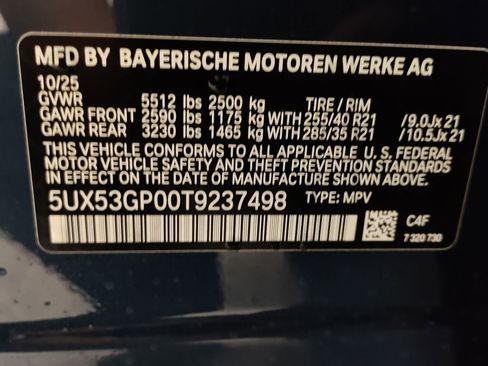 MFD BY BAYERISCHE MOTOREN WERKE AG
10/25
GVWR 5512 lbs 2500 kg TIRE / RIM
GAWR FRONT 2590 lbs 1175 kg WITH 255/40 R21 /9.0Jx21
GAWR REAR 3230 lbs 1465 kg WITH 285/35 R21 /10.5Jx21
THIS VEHICLE CONFORMS TO ALL APPLICABLE U.S. FEDERAL
MOTOR VEHICLE SAFETY AND THEFT PREVENTION STANDARDS
IN EFFECT ON THE DATE OF MANUFACTURE SHOWN ABOVE.
5UX53GP00T9237498 TYPE: MPV
C4F
7 320 730